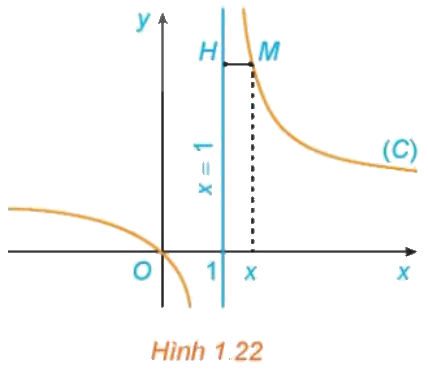 y
H M
x = 1
(C)
O 1 x x
Hình 1.22